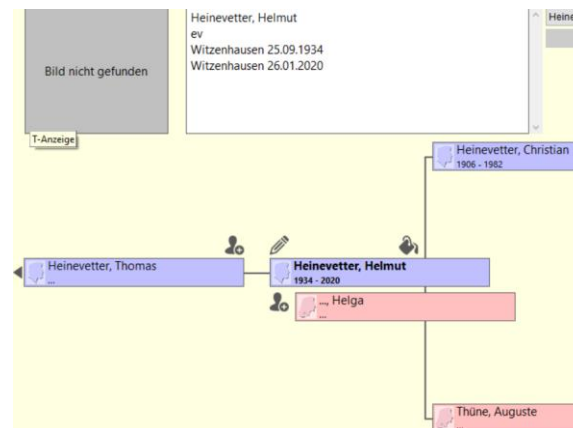 Heinevetter, Helmut
ev
Witzenhausen 25.09.1934
Witzenhausen 26.01.2020
Heine
Bild nicht gefunden
T-Anzeige
Heinevetter, Christian
1906 - 1982
Heinevetter, Thomas
...
Heinevetter, Helmut
1934 - 2020
..., Helga
...
Thüne, Auguste